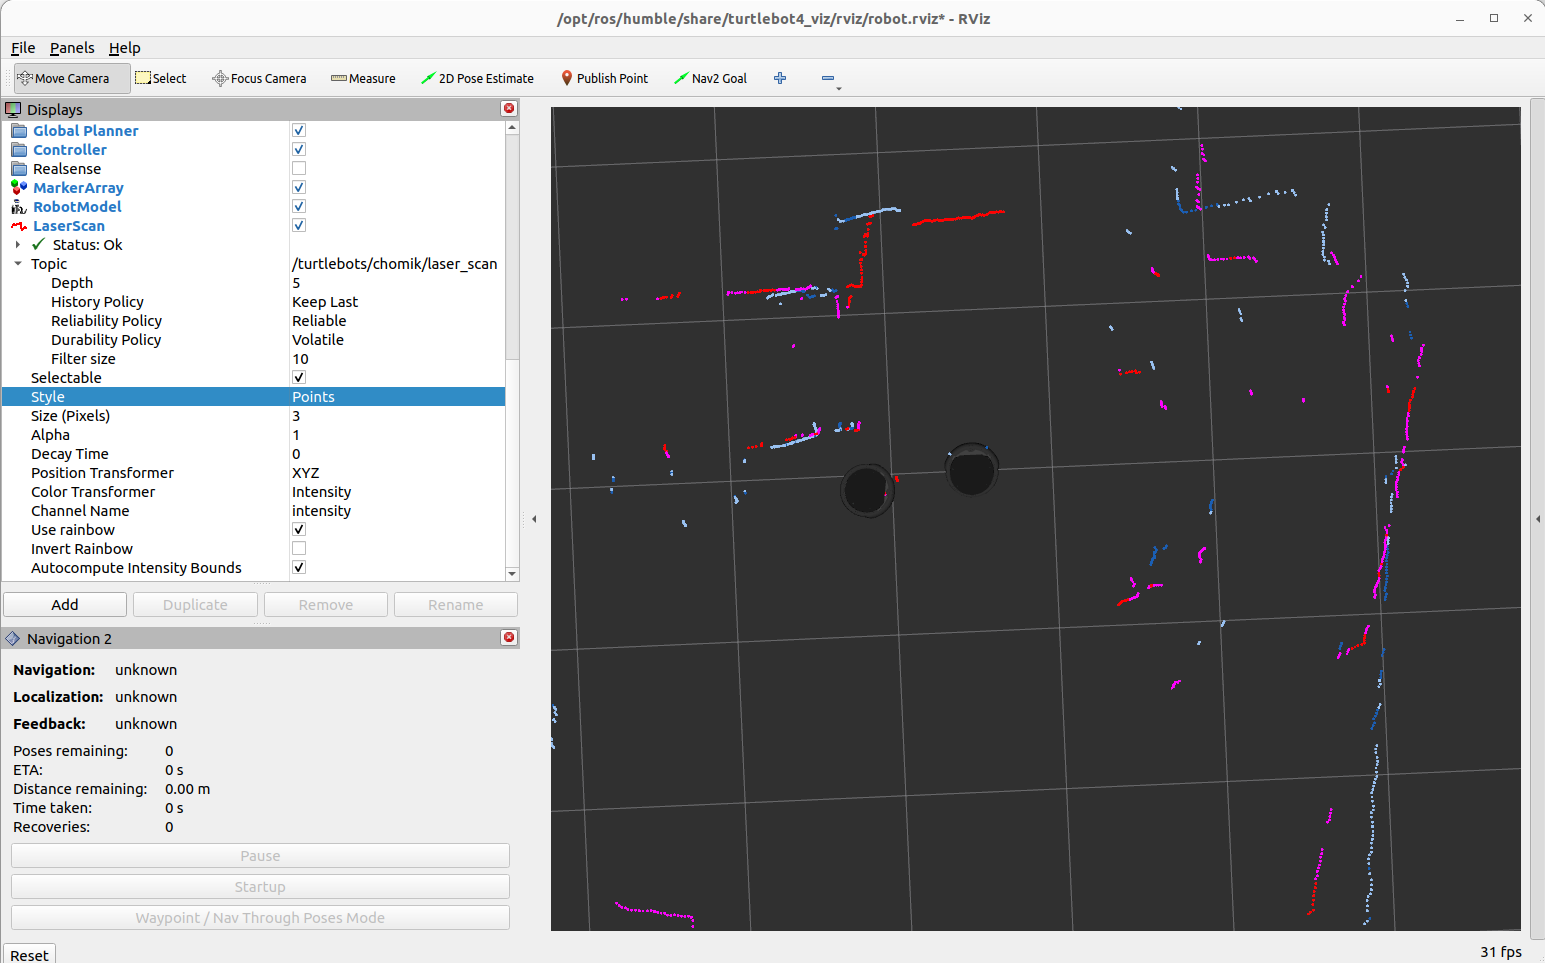 /opt/ros/humble/share/turtlebot4_viz/rviz/robot.rviz* - RViz
File Panels Help
Move Camera Select Focus Camera Measure 2D Pose Estimate Publish Point Nav2 Goal
Displays
Global Planner
Controller
Realsense
MarkerArray
RobotModel
LaserScan
Status: Ok
Topic /turtlebots/chomik/laser_scan
Depth 5
History Policy Keep Last
Reliability Policy Reliable
Durability Policy Volatile
Filter size 10
Selectable
Style Points
Size (Pixels) 3
Alpha 1
Decay Time 0
Position Transformer XYZ
Color Transformer Intensity
Channel Name intensity
Use rainbow
Invert Rainbow
Autocompute Intensity Bounds
Add Duplicate Remove Rename
Navigation 2
Navigation: unknown
Localization: unknown
Feedback: unknown
Poses remaining: 0
ETA: 0 s
Distance remaining: 0.00 m
Time taken: 0 s
Recoveries: 0
Pause
Startup
Waypoint / Nav Through Poses Mode
Reset 31 fps